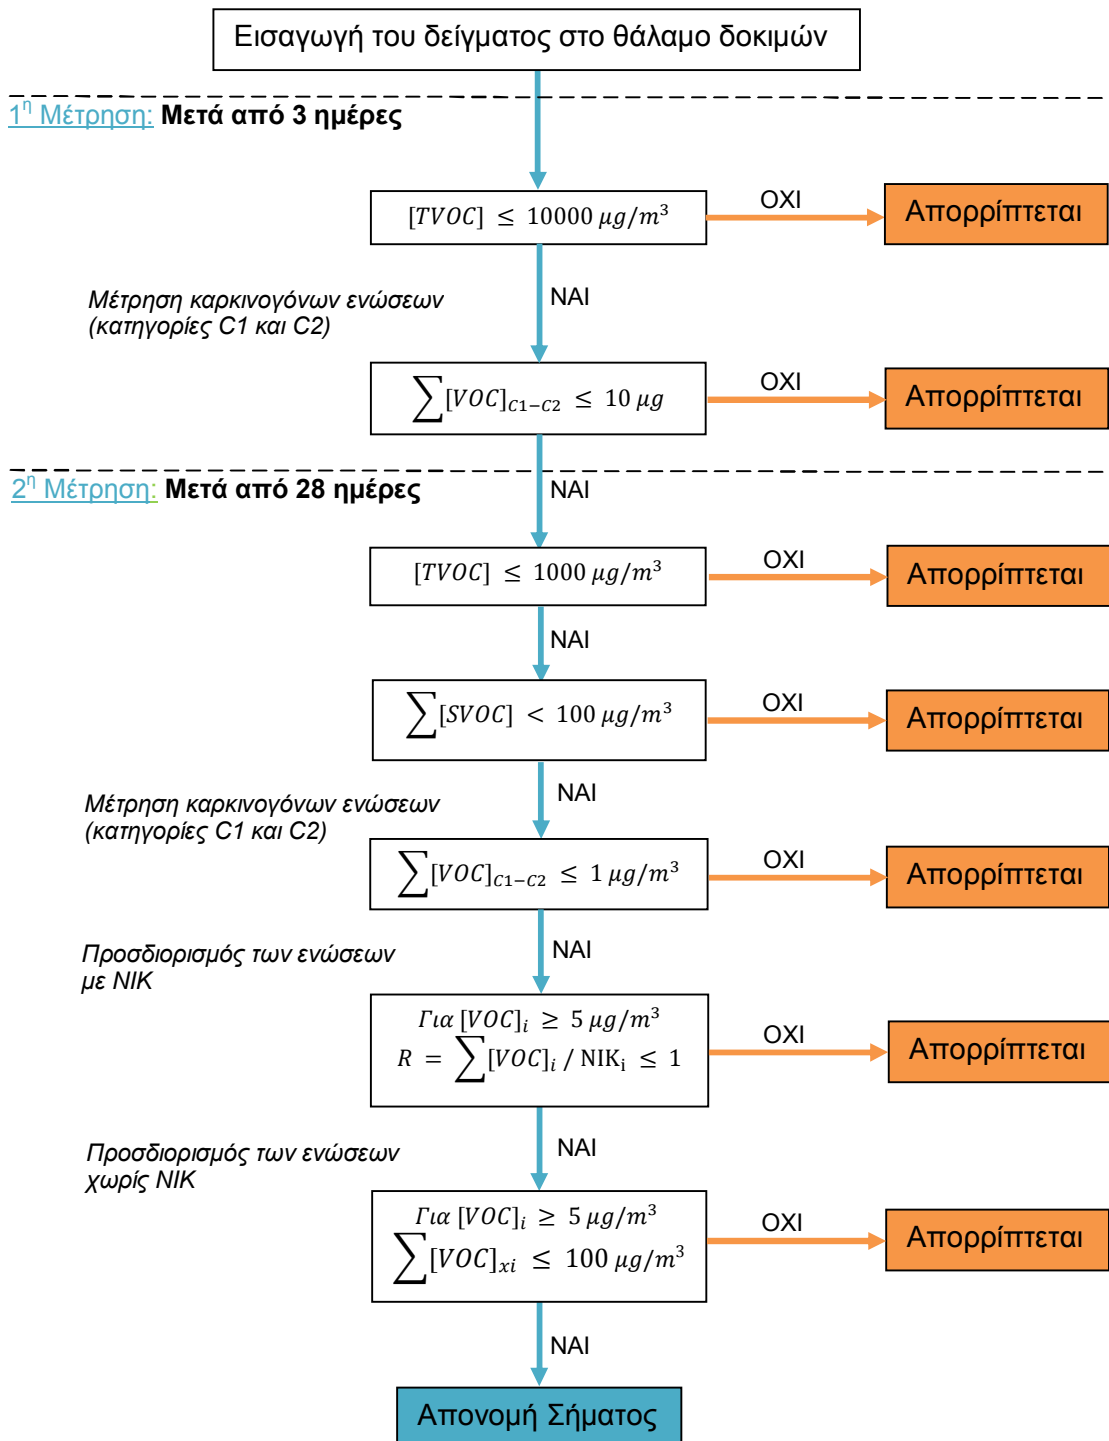 Εισαγωγή του δείγματος στο θάλαμο δοκιμών
1η Μέτρηση: Μετά από 3 ημέρες
[TVOC] ≤ 10000 μg/m³
ΟΧΙ
Απορρίπτεται
ΝΑΙ
Μέτρηση καρκινογόνων ενώσεων
(κατηγορίες C1 και C2)
∑[VOC]C1−C2 ≤ 10 μg
ΟΧΙ
Απορρίπτεται
2η Μέτρηση: Μετά από 28 ημέρες
ΝΑΙ
[TVOC] ≤ 1000 μg/m³
ΟΧΙ
Απορρίπτεται
ΝΑΙ
∑[SVOC] < 100 μg/m³
ΟΧΙ
Απορρίπτεται
ΝΑΙ
Μέτρηση καρκινογόνων ενώσεων
(κατηγορίες C1 και C2)
∑[VOC]C1−C2 ≤ 1 μg/m³
ΟΧΙ
Απορρίπτεται
ΝΑΙ
Προσδιορισμός των ενώσεων
με NIK
Για [VOC]i ≥ 5 μg/m³
R = ∑[VOC]i / NIKi ≤ 1
ΟΧΙ
Απορρίπτεται
ΝΑΙ
Προσδιορισμός των ενώσεων
χωρίς NIK
Για [VOC]i ≥ 5 μg/m³
∑[VOC]xi ≤ 100 μg/m³
ΟΧΙ
Απορρίπτεται
ΝΑΙ
Απονομή Σήματος